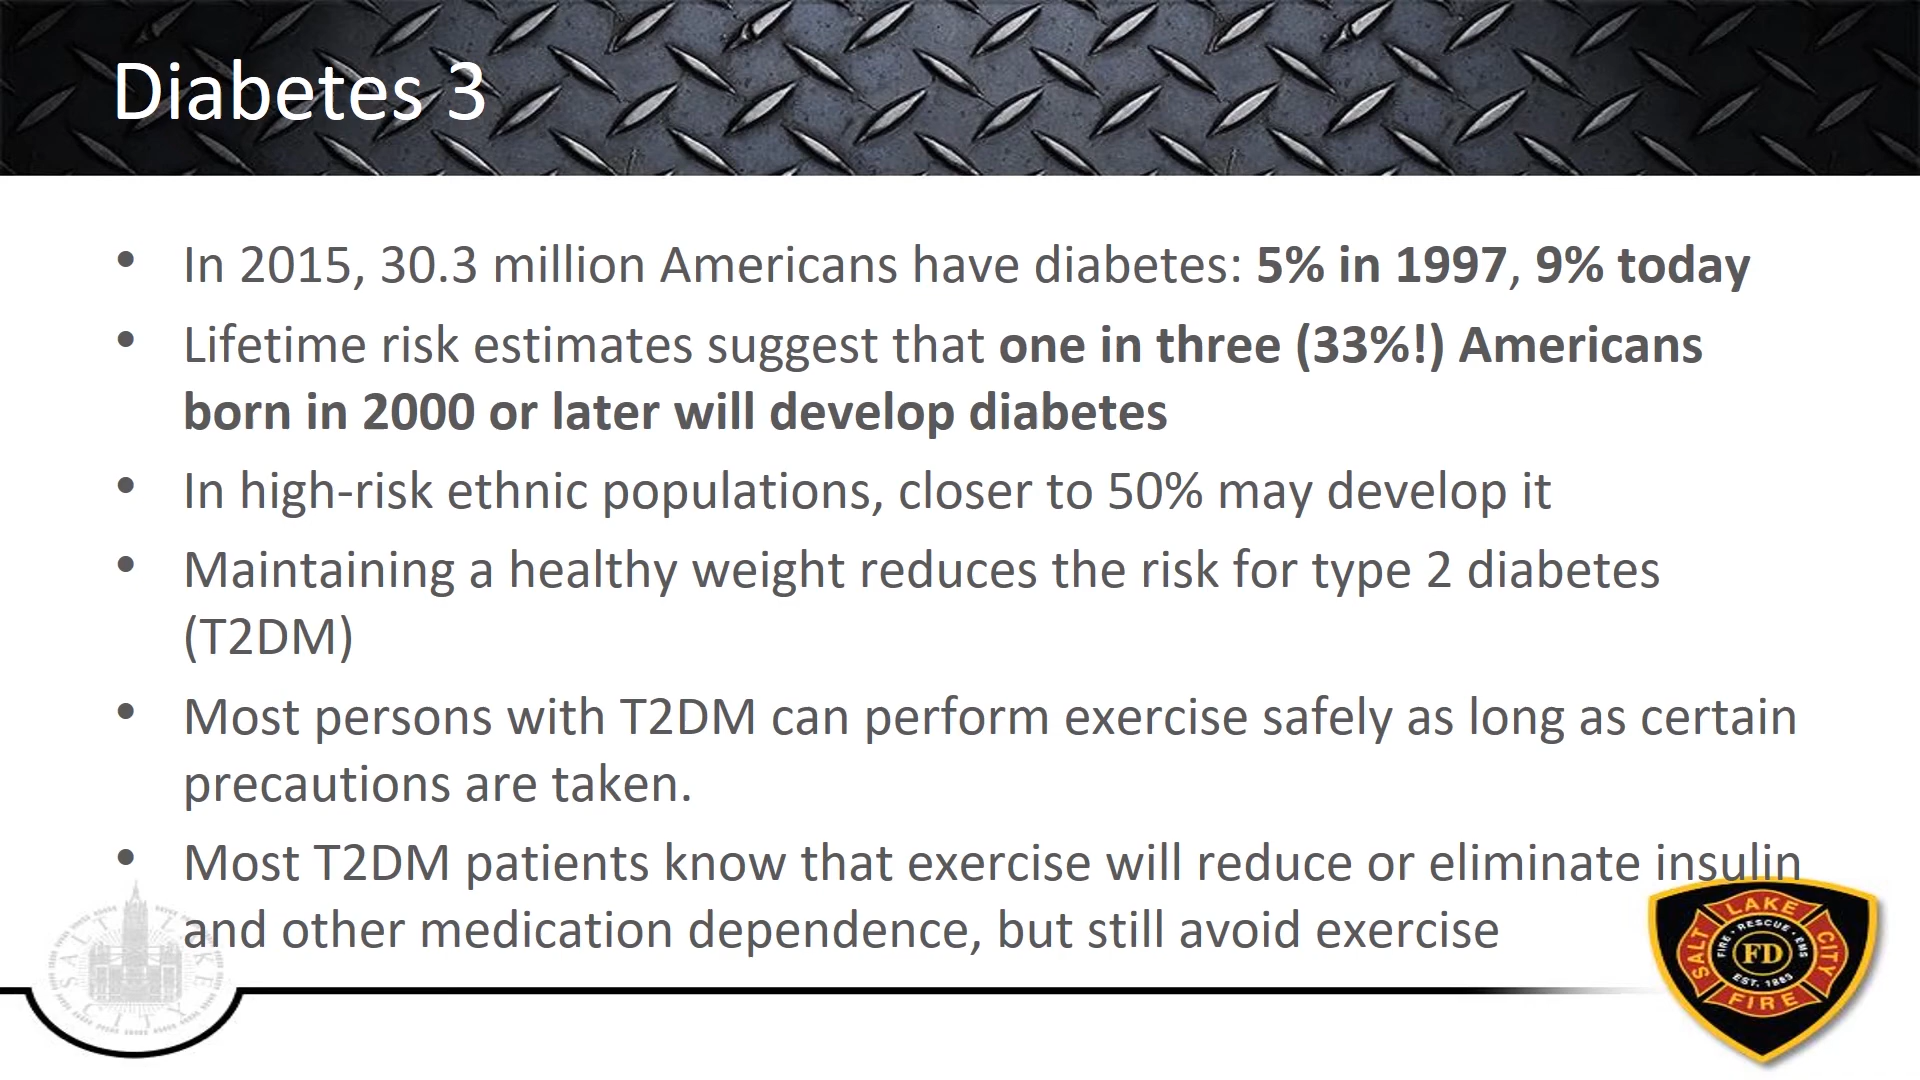 Diabetes 3
• In 2015, 30.3 million Americans have diabetes: 5% in 1997, 9% today
• Lifetime risk estimates suggest that one in three (33%!) Americans
born in 2000 or later will develop diabetes
• In high-risk ethnic populations, closer to 50% may develop it
• Maintaining a healthy weight reduces the risk for type 2 diabetes
(T2DM)
• Most persons with T2DM can perform exercise safely as long as certain
precautions are taken.
• Most T2DM patients know that exercise will reduce or eliminate insulin
and other medication dependence, but still avoid exercise
SALT LAKE
CITY
SALT LAKE CITY
FIRE • RESCUE • EMS
FD
EST. 1883
FIRE